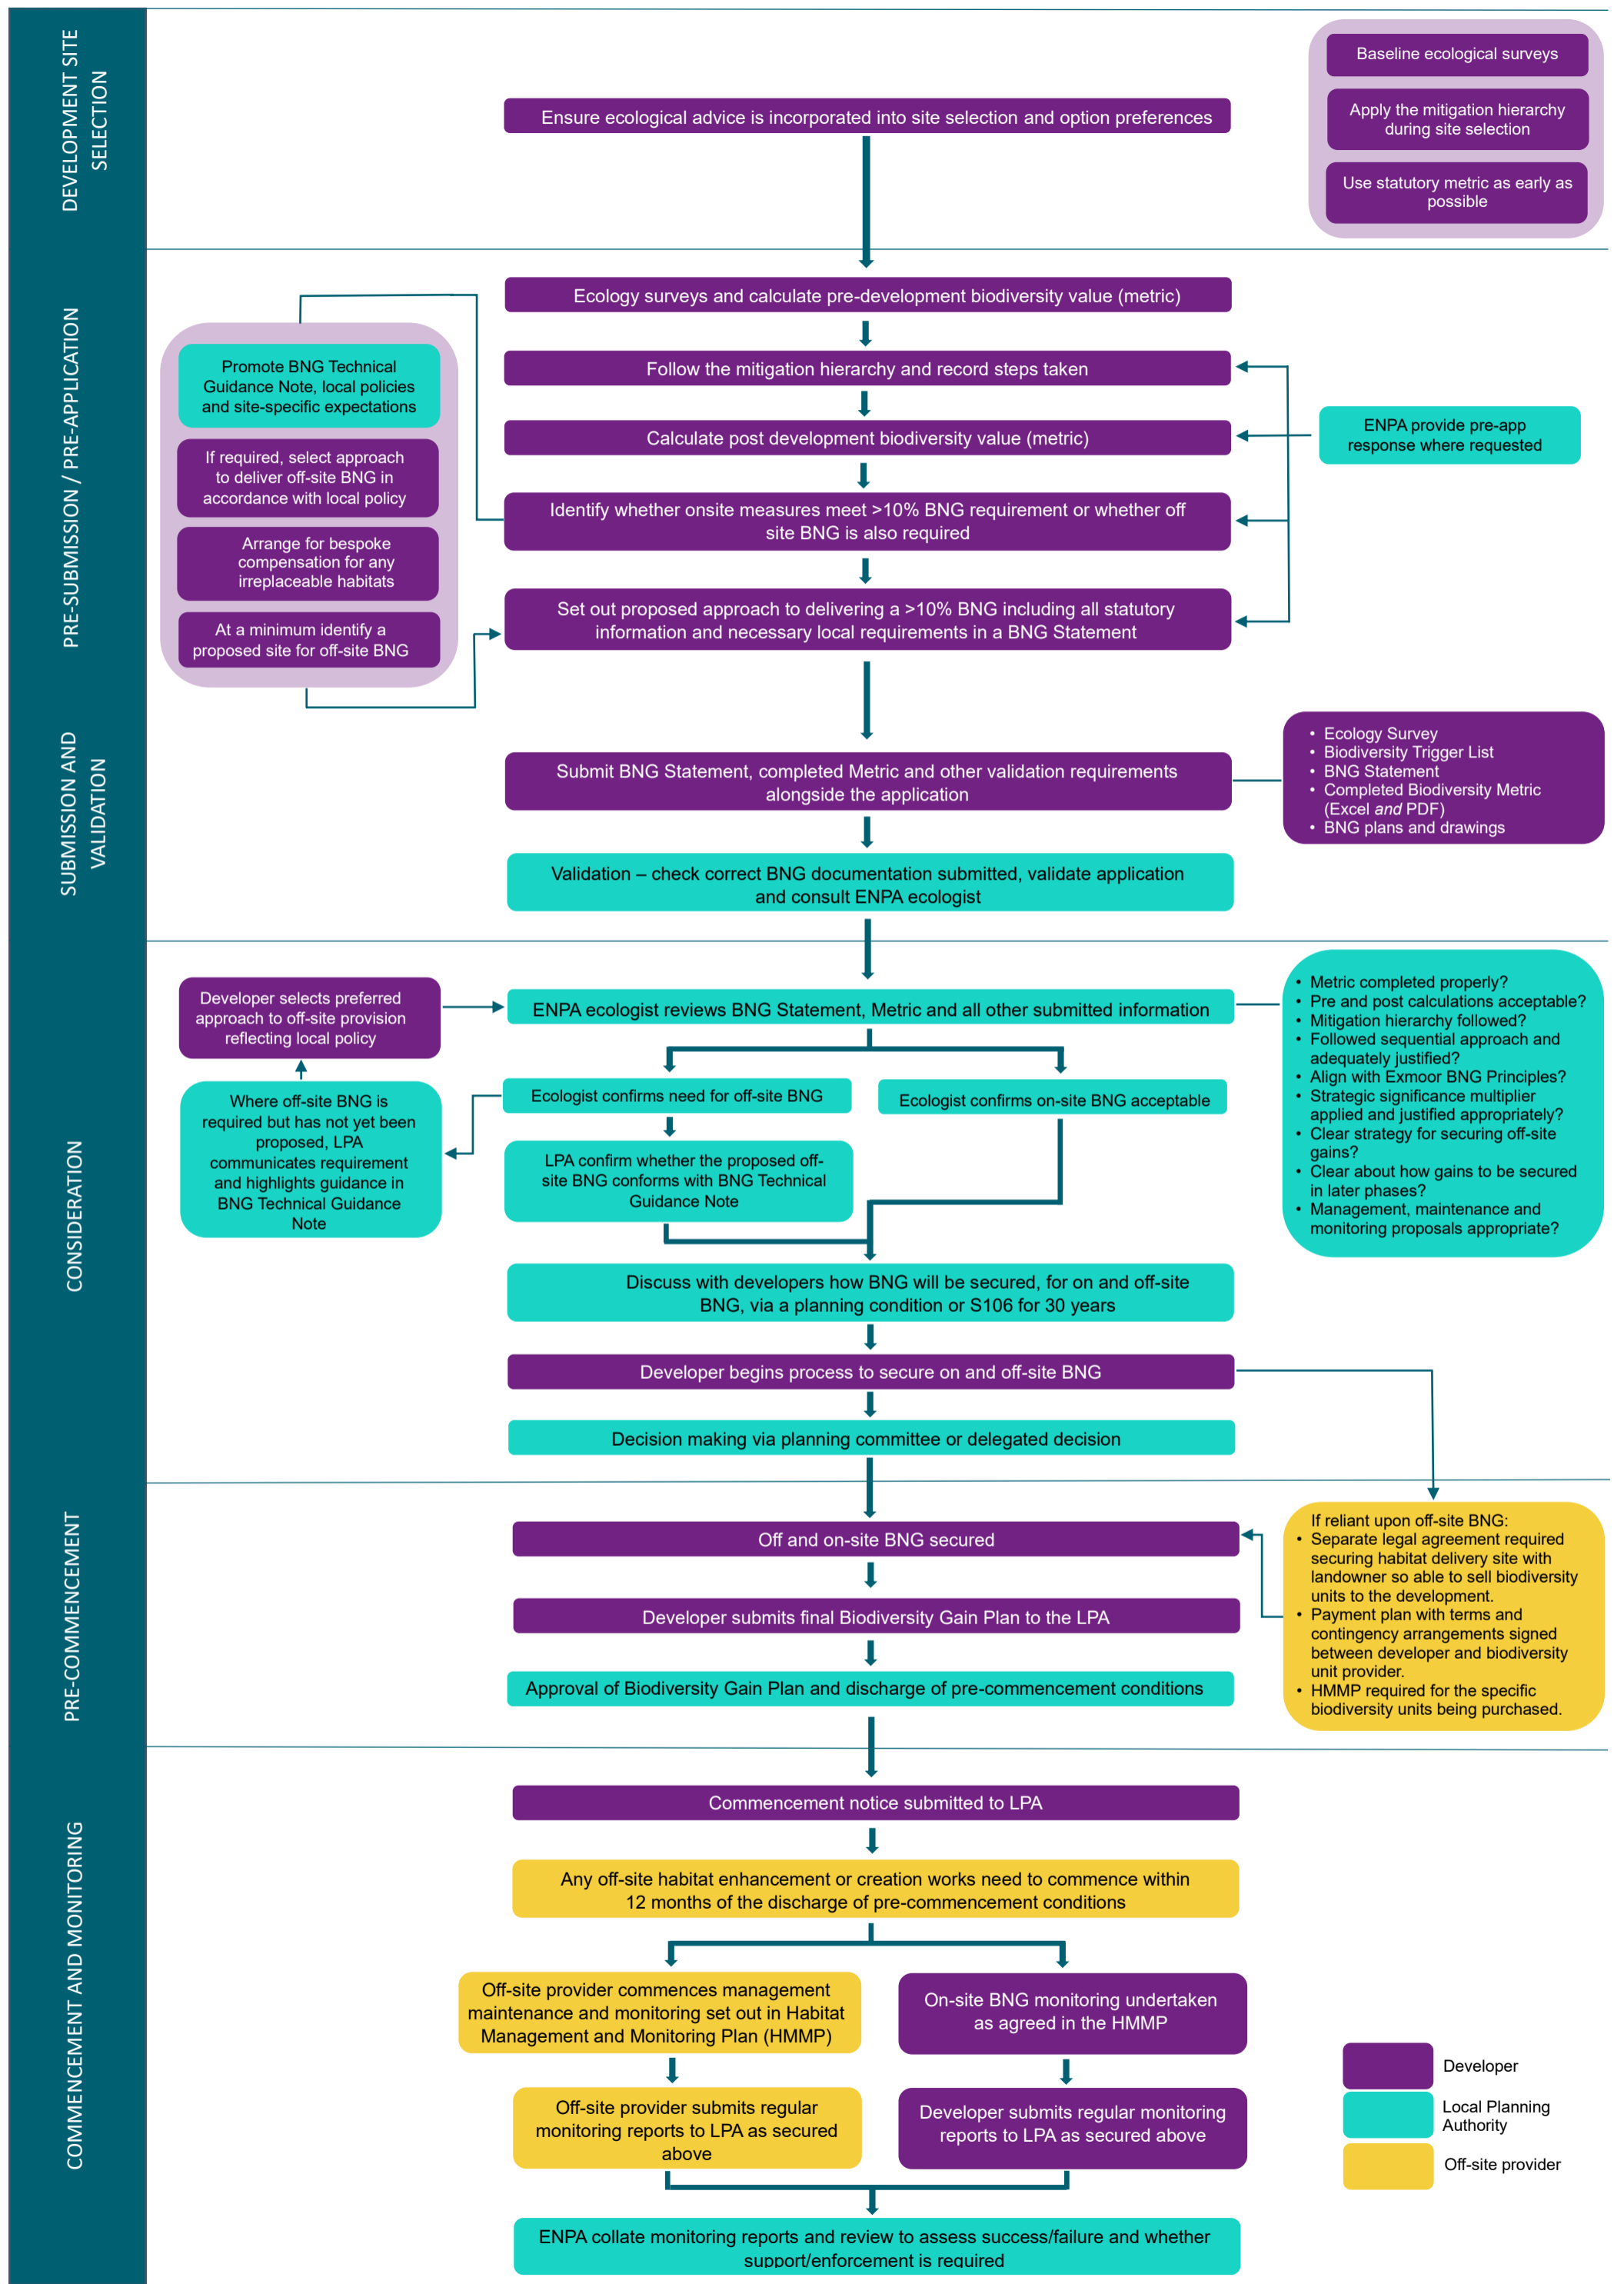 DEVELOPMENT SITE
SELECTION
Baseline ecological surveys
Apply the mitigation hierarchy
during site selection
Use statutory metric as early as
possible
Ensure ecological advice is incorporated into site selection and option preferences
PRE-SUBMISSION / PRE-APPLICATION
Ecology surveys and calculate pre-development biodiversity value (metric)
Follow the mitigation hierarchy and record steps taken
Calculate post development biodiversity value (metric)
Identify whether onsite measures meet >10% BNG requirement or whether off
site BNG is also required
Set out proposed approach to delivering a >10% BNG including all statutory
information and necessary local requirements in a BNG Statement
Promote BNG Technical
Guidance Note, local policies
and site-specific expectations
If required, select approach
to deliver off-site BNG in
accordance with local policy
Arrange for bespoke
compensation for any
irreplaceable habitats
At a minimum identify a
proposed site for off-site BNG
ENPA provide pre-app
response where requested
SUBMISSION AND
VALIDATION
Submit BNG Statement, completed Metric and other validation requirements
alongside the application
• Ecology Survey
• Biodiversity Trigger List
• BNG Statement
• Completed Biodiversity Metric
(Excel and PDF)
• BNG plans and drawings
Validation – check correct BNG documentation submitted, validate application
and consult ENPA ecologist
CONSIDERATION
Developer selects preferred
approach to off-site provision
reflecting local policy
ENPA ecologist reviews BNG Statement, Metric and all other submitted information
• Metric completed properly?
• Pre and post calculations acceptable?
• Mitigation hierarchy followed?
• Followed sequential approach and
adequately justified?
• Align with Exmoor BNG Principles?
• Strategic significance multiplier
applied and justified appropriately?
• Clear strategy for securing off-site
gains?
• Clear about how gains to be secured
in later phases?
• Management, maintenance and
monitoring proposals appropriate?
Where off-site BNG is
required but has not yet been
proposed, LPA
communicates requirement
and highlights guidance in
BNG Technical Guidance
Note
Ecologist confirms need for off-site BNG
Ecologist confirms on-site BNG acceptable
LPA confirm whether the proposed off-
site BNG conforms with BNG Technical
Guidance Note
Discuss with developers how BNG will be secured, for on and off-site
BNG, via a planning condition or S106 for 30 years
Developer begins process to secure on and off-site BNG
Decision making via planning committee or delegated decision
PRE-COMMENCEMENT
Off and on-site BNG secured
Developer submits final Biodiversity Gain Plan to the LPA
Approval of Biodiversity Gain Plan and discharge of pre-commencement conditions
If reliant upon off-site BNG:
• Separate legal agreement required
securing habitat delivery site with
landowner so able to sell biodiversity
units to the development.
• Payment plan with terms and
contingency arrangements signed
between developer and biodiversity
unit provider.
• HMMP required for the specific
biodiversity units being purchased.
COMMENCEMENT AND MONITORING
Commencement notice submitted to LPA
Any off-site habitat enhancement or creation works need to commence within
12 months of the discharge of pre-commencement conditions
Off-site provider commences management
maintenance and monitoring set out in Habitat
Management and Monitoring Plan (HMMP)
On-site BNG monitoring undertaken
as agreed in the HMMP
Off-site provider submits regular
monitoring reports to LPA as secured
above
Developer submits regular monitoring
reports to LPA as secured above
ENPA collate monitoring reports and review to assess success/failure and whether
support/enforcement is required
Developer
Local Planning
Authority
Off-site provider